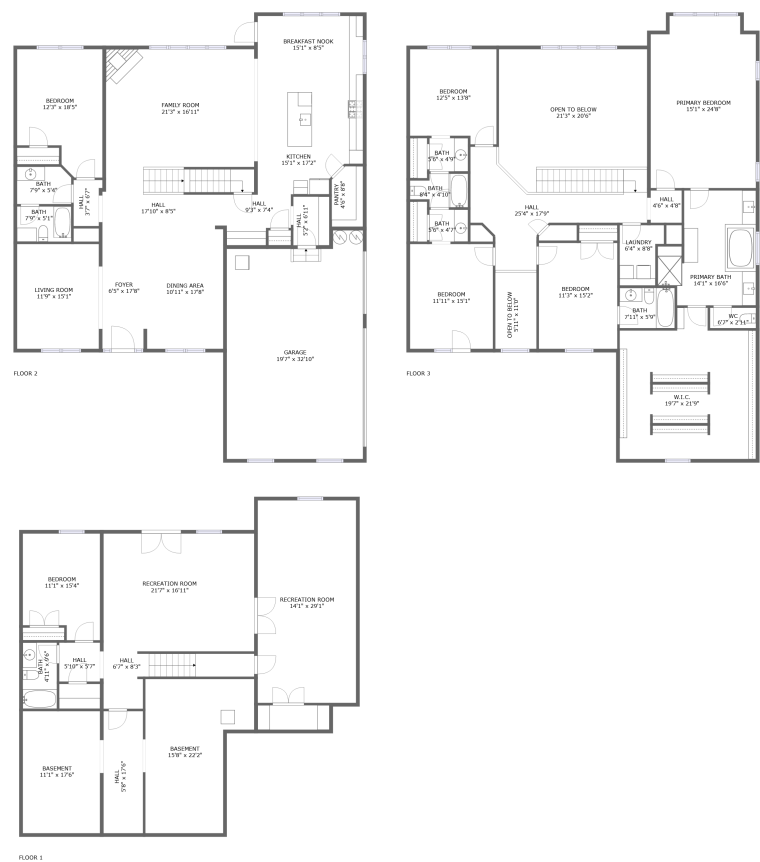 BREAKFAST NOOK
15'1" x 8'5"
BEDROOM
12'3" x 18'5"
FAMILY ROOM
21'3" x 16'11"
KITCHEN
15'1" x 17'2"
PANTRY
4'6" x 8'8"
BATH
7'9" x 5'4"
HALL
3'7" x 6'7"
BATH
7'9" x 5'1"
HALL
17'10" x 8'5"
HALL
9'3" x 7'4"
HALL
5'2" x 6'11"
LIVING ROOM
11'9" x 15'1"
FOYER
6'5" x 17'8"
DINING AREA
10'11" x 17'8"
GARAGE
19'7" x 32'10"
FLOOR 2
BEDROOM
12'5" x 13'8"
OPEN TO BELOW
21'3" x 20'6"
PRIMARY BEDROOM
15'1" x 24'8"
BATH
5'6" x 4'9"
BATH
8'4" x 4'10"
BATH
5'6" x 4'7"
HALL
25'4" x 17'9"
HALL
4'6" x 4'8"
LAUNDRY
6'4" x 8'8"
PRIMARY BATH
14'1" x 16'6"
BEDROOM
11'11" x 15'1"
OPEN TO BELOW
5'11" x 11'0"
BEDROOM
11'3" x 15'2"
BATH
7'11" x 5'9"
WC
6'7" x 2'11"
W.I.C.
19'7" x 21'9"
FLOOR 3
BEDROOM
11'1" x 15'4"
RECREATION ROOM
21'7" x 16'11"
RECREATION ROOM
14'1" x 29'1"
BATH
4'11" x 9'6"
HALL
5'10" x 5'7"
HALL
6'7" x 8'3"
BASEMENT
11'1" x 17'6"
HALL
5'8" x 17'6"
BASEMENT
15'8" x 22'2"
FLOOR 1